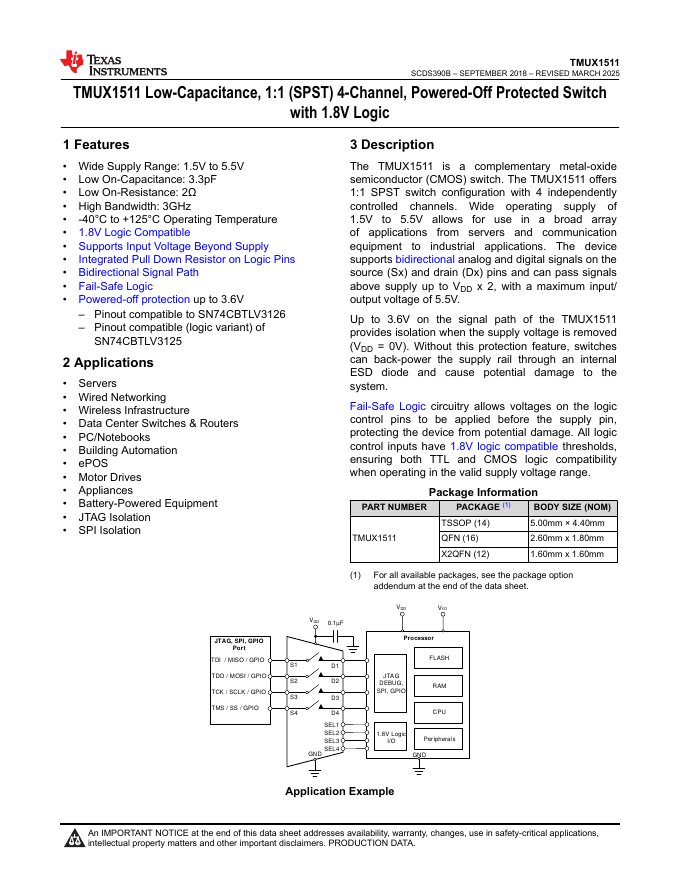 TEXAS
INSTRUMENTS
TMUX1511
SCDS390B – SEPTEMBER 2018 – REVISED MARCH 2025
TMUX1511 Low-Capacitance, 1:1 (SPST) 4-Channel, Powered-Off Protected Switch
with 1.8V Logic
1 Features
• Wide Supply Range: 1.5V to 5.5V
• Low On-Capacitance: 3.3pF
• Low On-Resistance: 2Ω
• High Bandwidth: 3GHz
• -40°C to +125°C Operating Temperature
• 1.8V Logic Compatible
• Supports Input Voltage Beyond Supply
• Integrated Pull Down Resistor on Logic Pins
• Bidirectional Signal Path
• Fail-Safe Logic
• Powered-off protection up to 3.6V
– Pinout compatible to SN74CBTLV3126
– Pinout compatible (logic variant) of
SN74CBTLV3125
2 Applications
• Servers
• Wired Networking
• Wireless Infrastructure
• Data Center Switches & Routers
• PC/Notebooks
• Building Automation
• ePOS
• Motor Drives
• Appliances
• Battery-Powered Equipment
• JTAG Isolation
• SPI Isolation
3 Description
The TMUX1511 is a complementary metal-oxide
semiconductor (CMOS) switch. The TMUX1511 offers
1:1 SPST switch configuration with 4 independently
controlled channels. Wide operating supply of
1.5V to 5.5V allows for use in a broad array
of applications from servers and communication
equipment to industrial applications. The device
supports bidirectional analog and digital signals on the
source (Sx) and drain (Dx) pins and can pass signals
above supply up to VDD x 2, with a maximum input/
output voltage of 5.5V.
Up to 3.6V on the signal path of the TMUX1511
provides isolation when the supply voltage is removed
(VDD = 0V). Without this protection feature, switches
can back-power the supply rail through an internal
ESD diode and cause potential damage to the
system.
Fail-Safe Logic circuitry allows voltages on the logic
control pins to be applied before the supply pin,
protecting the device from potential damage. All logic
control inputs have 1.8V logic compatible thresholds,
ensuring both TTL and CMOS logic compatibility
when operating in the valid supply voltage range.
Package Information
PART NUMBER PACKAGE (1) BODY SIZE (NOM)
TMUX1511
TSSOP (14) 5.00mm × 4.40mm
QFN (16) 2.60mm x 1.80mm
X2QFN (12) 1.60mm x 1.60mm
(1) For all available packages, see the package option
addendum at the end of the data sheet.
VDD
0.1µF
VDD
VI/O
JTAG, SPI, GPIO
Port
TDI / MISO / GPIO
TDO / MOSI / GPIO
TCK / SCLK / GPIO
TMS / SS / GPIO
S1 D1
S2 D2
S3 D3
S4 D4
SEL1
SEL2
SEL3
SEL4
GND
Processor
JTAG
DEBUG,
SPI, GPIO
1.8V Logic
I/O
FLASH
RAM
CPU
Peripherals
GND
Application Example
An IMPORTANT NOTICE at the end of this data sheet addresses availability, warranty, changes, use in safety-critical applications,
intellectual property matters and other important disclaimers. PRODUCTION DATA.